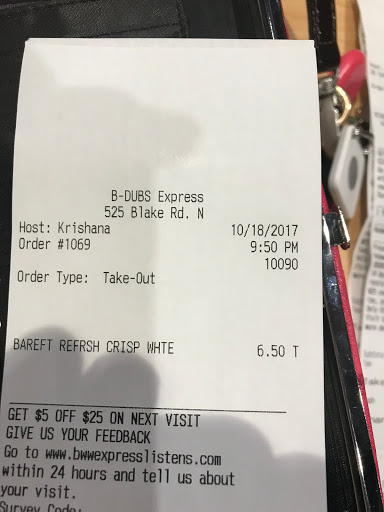 B-DUBS Express
525 Blake Rd. N
Host: Krishana 10/18/2017
Order #1069 9:50 PM
10090
Order Type: Take-Out
BAREFT REFRSH CRISP WHTE 6.50 T
GET $5 OFF $25 ON NEXT VISIT
GIVE US YOUR FEEDBACK
Go to www.bwwexpresslistens.com
within 24 hours and tell us about
your visit.
Survey Code: